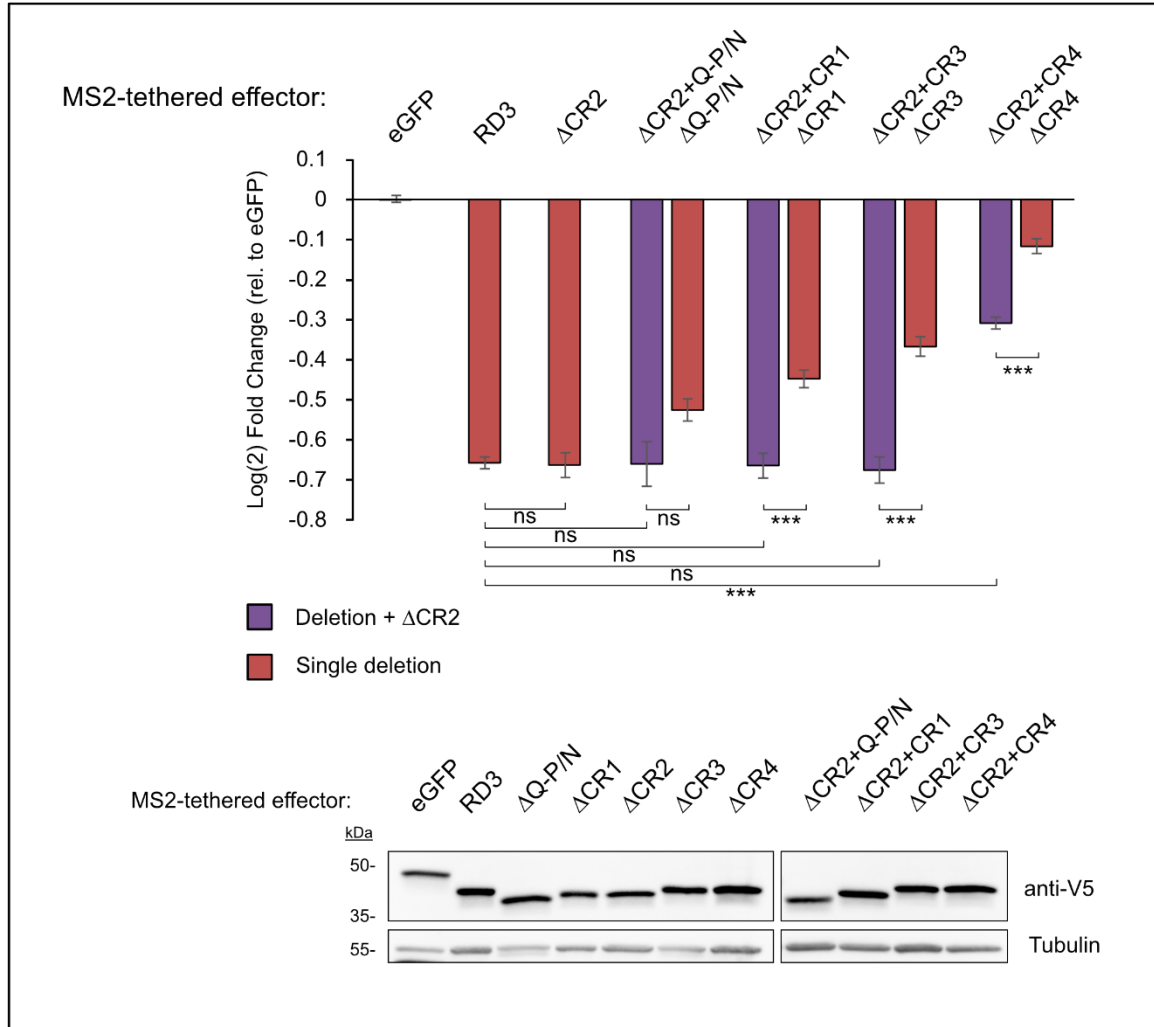 MS2-tethered effector:
eGFP
RD3
ΔCR2
ΔCR2+Q-P/N
ΔQ-P/N
ΔCR2+CR1
ΔCR1
ΔCR2+CR3
ΔCR3
ΔCR2+CR4
ΔCR4
Log(2) Fold Change (rel. to eGFP)
0.1
0
-0.1
-0.2
-0.3
-0.4
-0.5
-0.6
-0.7
-0.8
***
ns
ns
***
***
ns
ns
ns
***
Deletion + ΔCR2
Single deletion
MS2-tethered effector:
eGFP
RD3
ΔQ-P/N
ΔCR1
ΔCR2
ΔCR3
ΔCR4
ΔCR2+Q-P/N
ΔCR2+CR1
ΔCR2+CR3
ΔCR2+CR4
kDa
50-
35-
anti-V5
55-
Tubulin